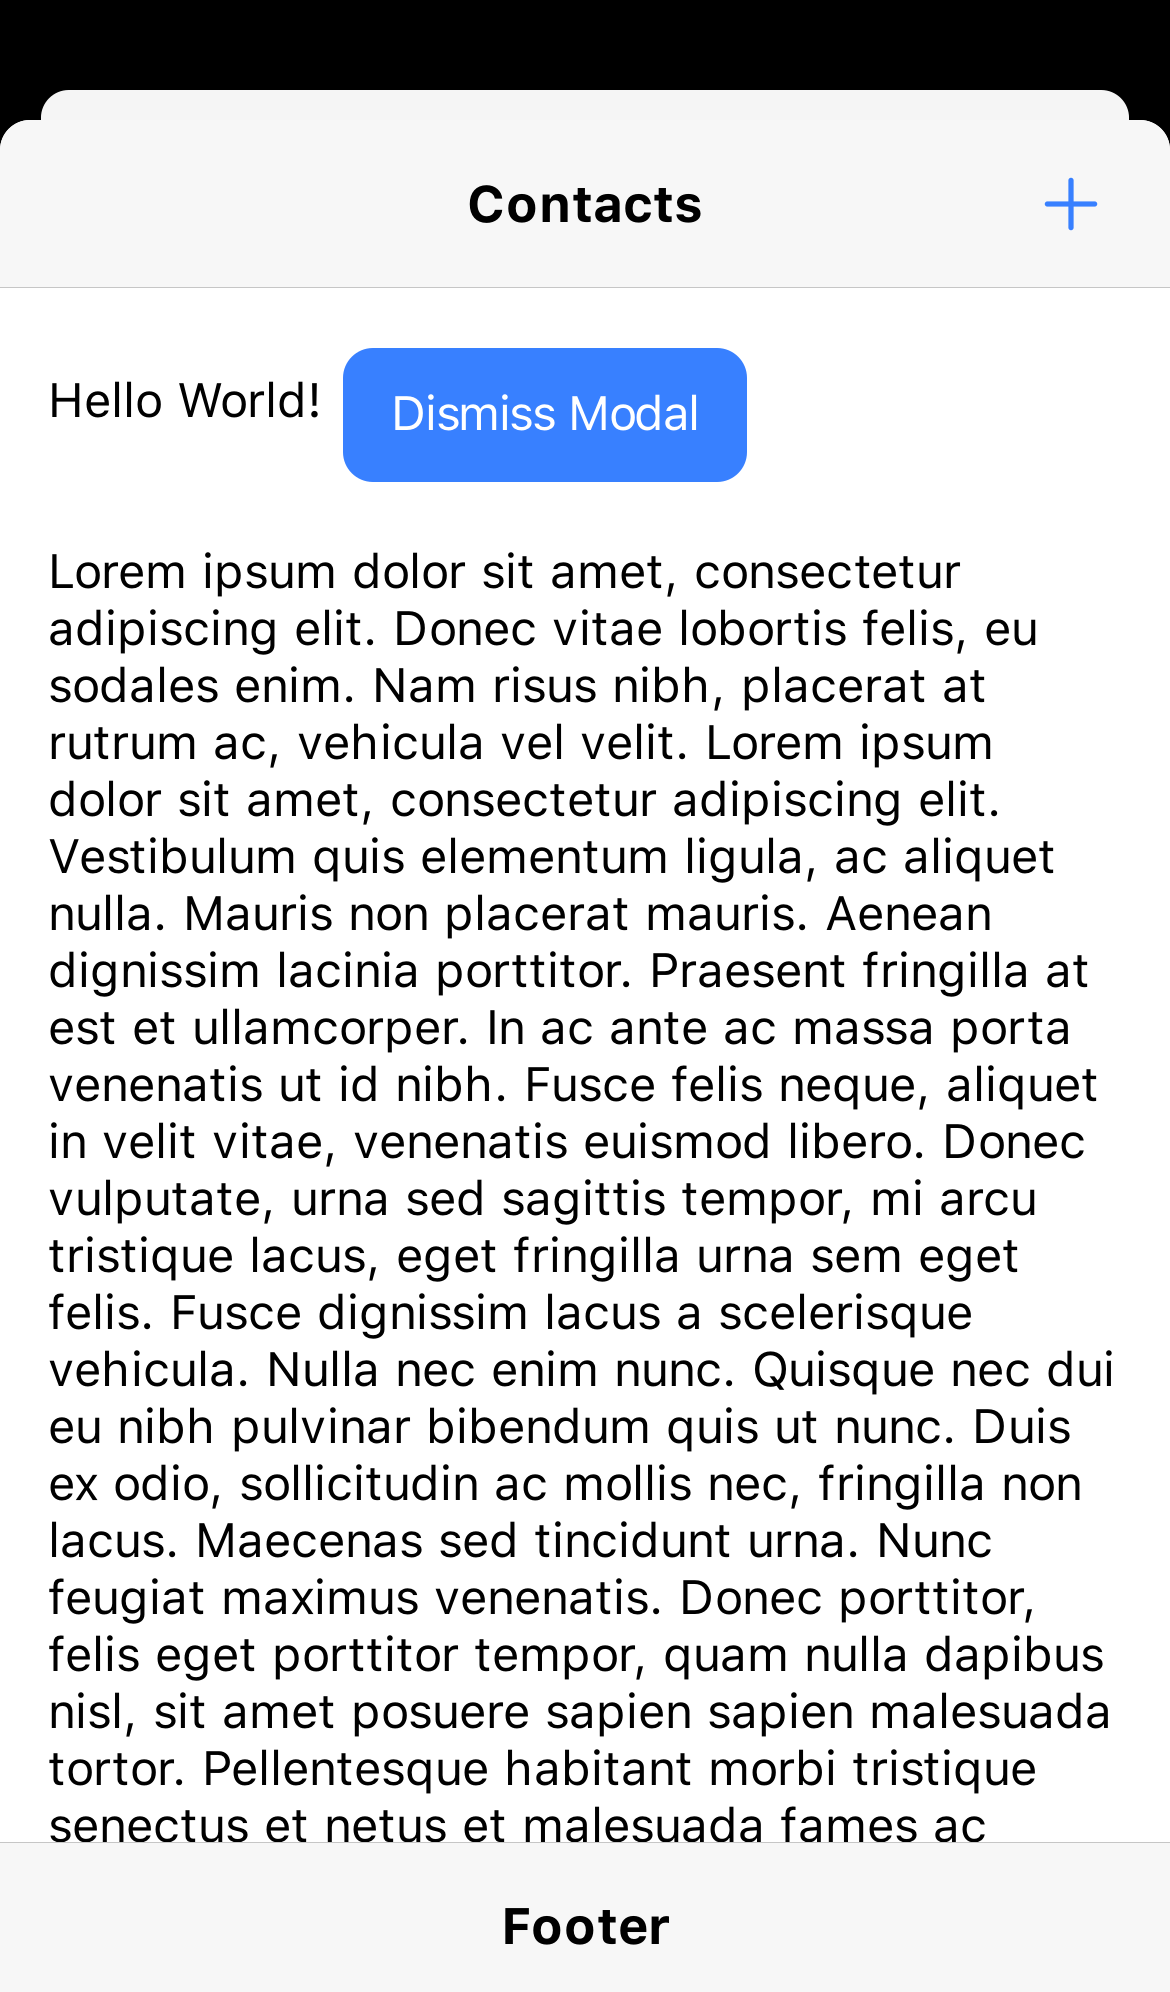 Contacts
Hello World!
Dismiss Modal
Lorem ipsum dolor sit amet, consectetur
adipiscing elit. Donec vitae lobortis felis, eu
sodales enim. Nam risus nibh, placerat at
rutrum ac, vehicula vel velit. Lorem ipsum
dolor sit amet, consectetur adipiscing elit.
Vestibulum quis elementum ligula, ac aliquet
nulla. Mauris non placerat mauris. Aenean
dignissim lacinia porttitor. Praesent fringilla at
est et ullamcorper. In ac ante ac massa porta
venenatis ut id nibh. Fusce felis neque, aliquet
in velit vitae, venenatis euismod libero. Donec
vulputate, urna sed sagittis tempor, mi arcu
tristique lacus, eget fringilla urna sem eget
felis. Fusce dignissim lacus a scelerisque
vehicula. Nulla nec enim nunc. Quisque nec dui
eu nibh pulvinar bibendum quis ut nunc. Duis
ex odio, sollicitudin ac mollis nec, fringilla non
lacus. Maecenas sed tincidunt urna. Nunc
feugiat maximus venenatis. Donec porttitor,
felis eget porttitor tempor, quam nulla dapibus
nisl, sit amet posuere sapien sapien malesuada
tortor. Pellentesque habitant morbi tristique
senectus et netus et malesuada fames ac
Footer